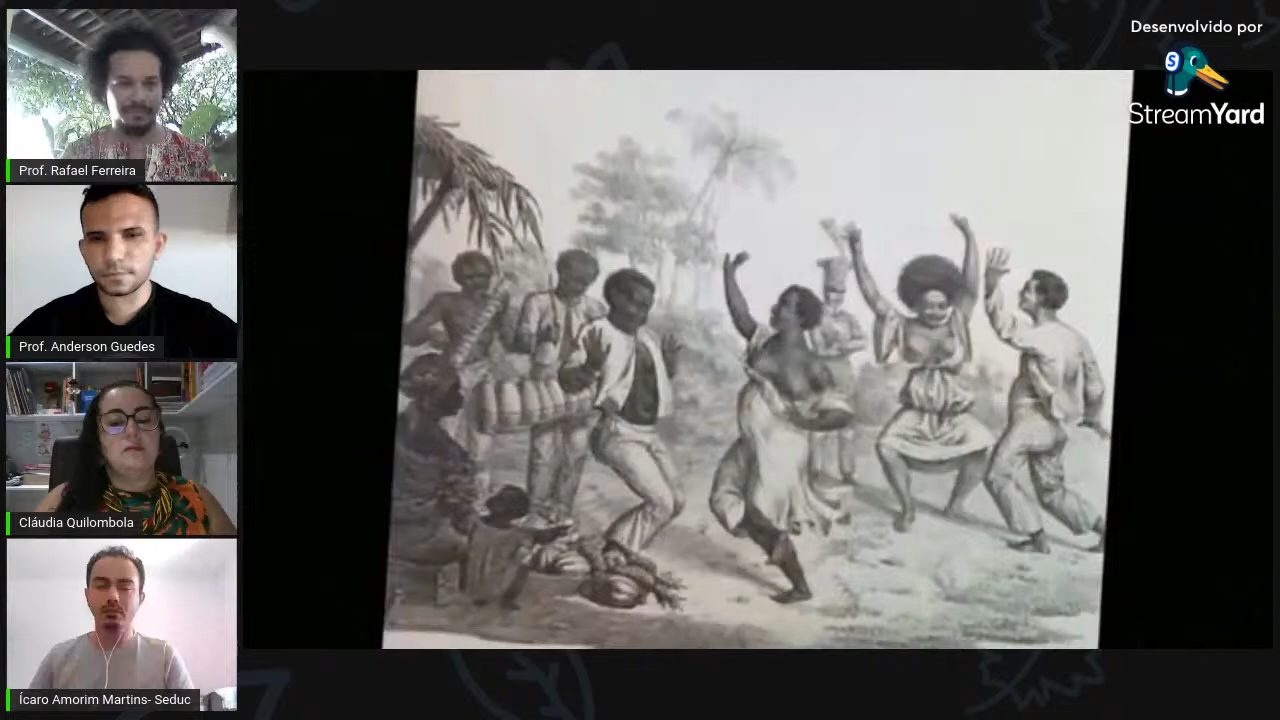 Desenvolvido por
StreamYard
Prof. Rafael Ferreira
Prof. Anderson Guedes
Cláudia Quilombola
Ícaro Amorim Martins- Seduc